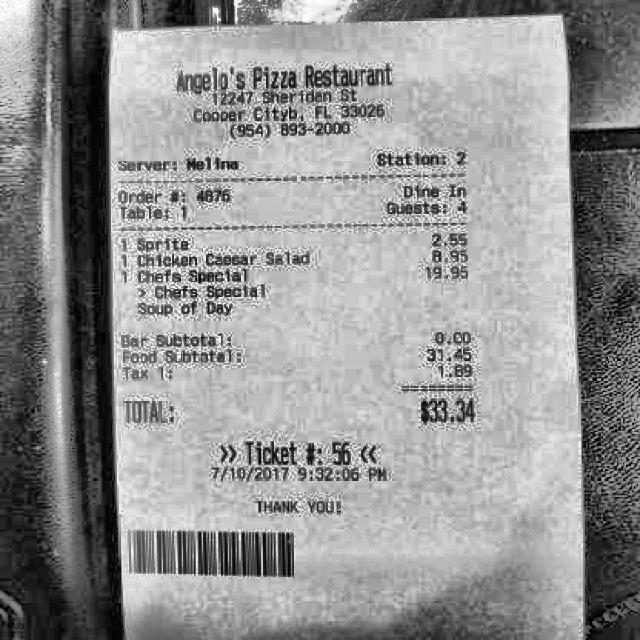 Angelo's Pizza Restaurant
12247 Sheriden St
Cooper Cityb, FL 33026
(954) 893-2000
Server: Melina Station: 2
Order #: 4876 Dine In
Table: 1 Guests: 4
1 Sprite 2.55
1 Chicken Caesar Salad 8.95
1 Chefs Special 19.95
> Chefs Special
Soup of Day
Bar Subtotal: 0.00
Food Subtotal: 31.45
Tax 1: 1.89
TOTAL: $33.34
>> Ticket #: 56 <<
7/10/2017 9:32:06 PM
THANK YOU!